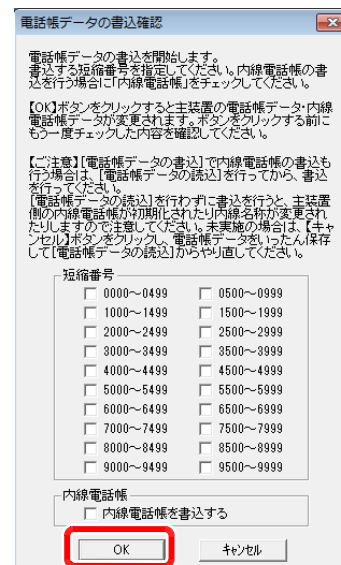 電話帳データの書込確認
電話帳データの書込を開始します。
書込する短縮番号を指定してください。内線電話帳の書
込を行う場合に「内線電話帳」をチェックしてください。
【OK】ボタンをクリックすると主装置の電話帳データ・内線
電話帳データが変更されます。ボタンをクリックする前に
もう一度チェックした内容を確認してください。
【ご注意】[電話帳データの書込]で内線電話帳の書込も
行う場合は、[電話帳データの読込]を行ってから、書込
を行ってください。
[電話帳データの読込]を行わずに書込を行うと、主装置
側の内線電話帳が初期化されたり内線名称が変更され
たりしますので注意してください。未実施の場合は、【キャ
ンセル】ボタンをクリックし、電話帳データをいったん保存
して[電話帳データの読込]からやり直してください。
短縮番号
0000～0499 0500～0999
1000～1499 1500～1999
2000～2499 2500～2999
3000～3499 3500～3999
4000～4499 4500～4999
5000～5499 5500～5999
6000～6499 6500～6999
7000～7499 7500～7999
8000～8499 8500～8999
9000～9499 9500～9999
内線電話帳
内線電話帳を書込する
OK キャンセル